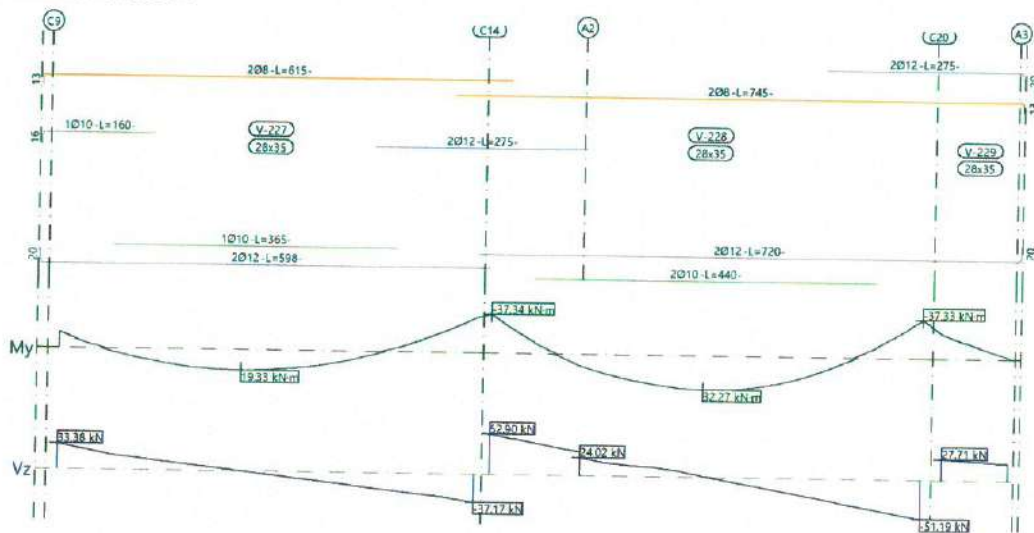 C9
C14
A2
C20
A3
13
2Ø8 -L=615-
2Ø12 -L=275-
20
2Ø8 -L=745-
16
1Ø10 -L=160-
V-227
28x35
2Ø12 -L=275-
V-228
28x35
V-229
28x35
1Ø10 -L=365-
20
2Ø12 -L=598-
2Ø12 -L=720-
20
2Ø10 -L=440-
-37.34 kN·m
-37.33 kN·m
My
19.33 kN·m
32.27 kN·m
33.38 kN
52.90 kN
24.02 kN
27.71 kN
Vz
-37.17 kN
-51.19 kN